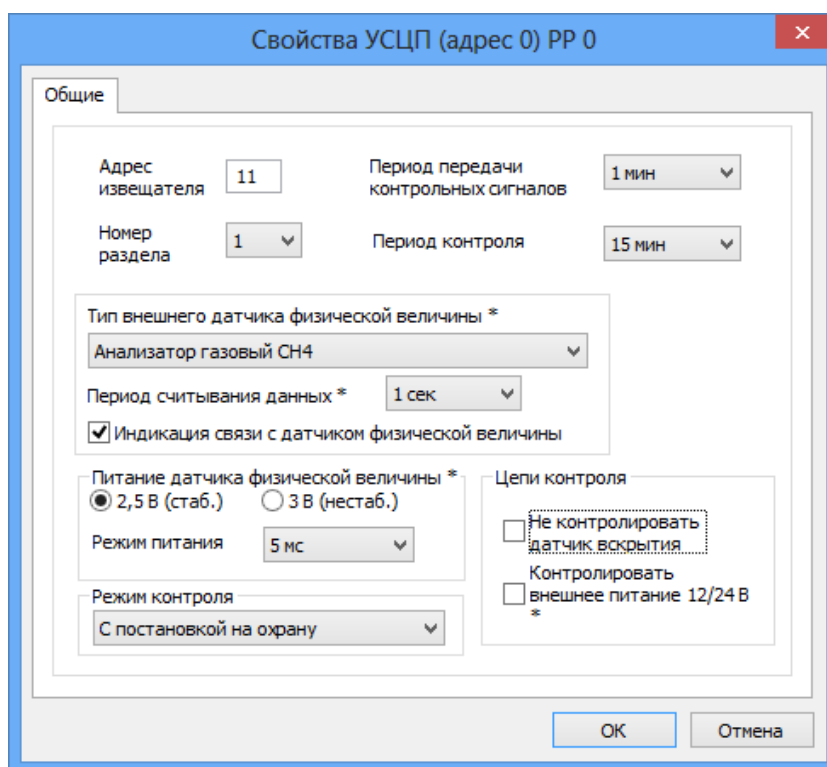 Свойства УСЦП (адрес 0) РР 0
Общие
Адрес
извещателя
11
Период передачи
контрольных сигналов
1 мин
Номер
раздела
1
Период контроля
15 мин
Тип внешнего датчика физической величины *
Анализатор газовый СН4
Период считывания данных *
1 сек
Индикация связи с датчиком физической величины
Питание датчика физической величины *
2,5 В (стаб.)
3 В (нестаб.)
Режим питания
5 мс
Цепи контроля
Не контролировать
датчик вскрытия
Контролировать
внешнее питание 12/24 В
*
Режим контроля
С постановкой на охрану
ОК
Отмена